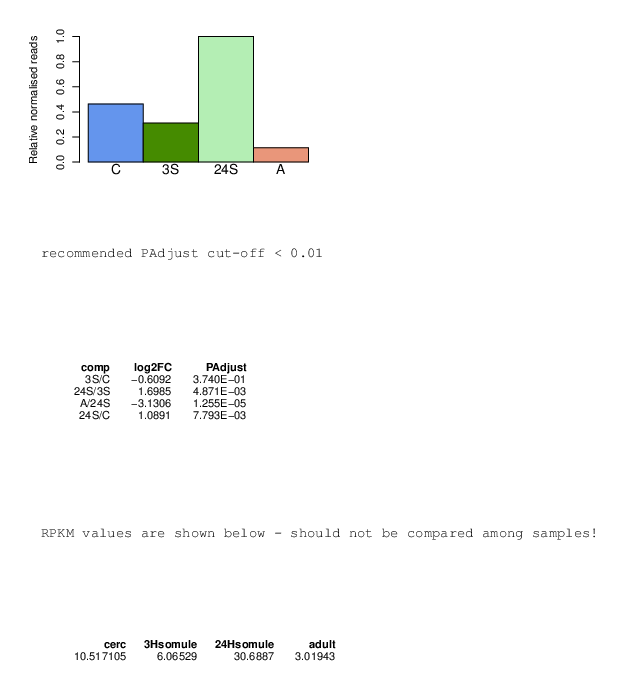 Relative normalised reads
1.0
0.8
0.6
0.4
0.2
0.0
C 3S 24S A
recommended PAdjust cut-off < 0.01
comp log2FC PAdjust
3S/C −0.6092 3.740E−01
24S/3S 1.6985 4.871E−03
A/24S −3.1306 1.255E−05
24S/C 1.0891 7.793E−03
RPKM values are shown below - should not be compared among samples!
cerc 3Hsomule 24Hsomule adult
10.517105 6.06529 30.6887 3.01943